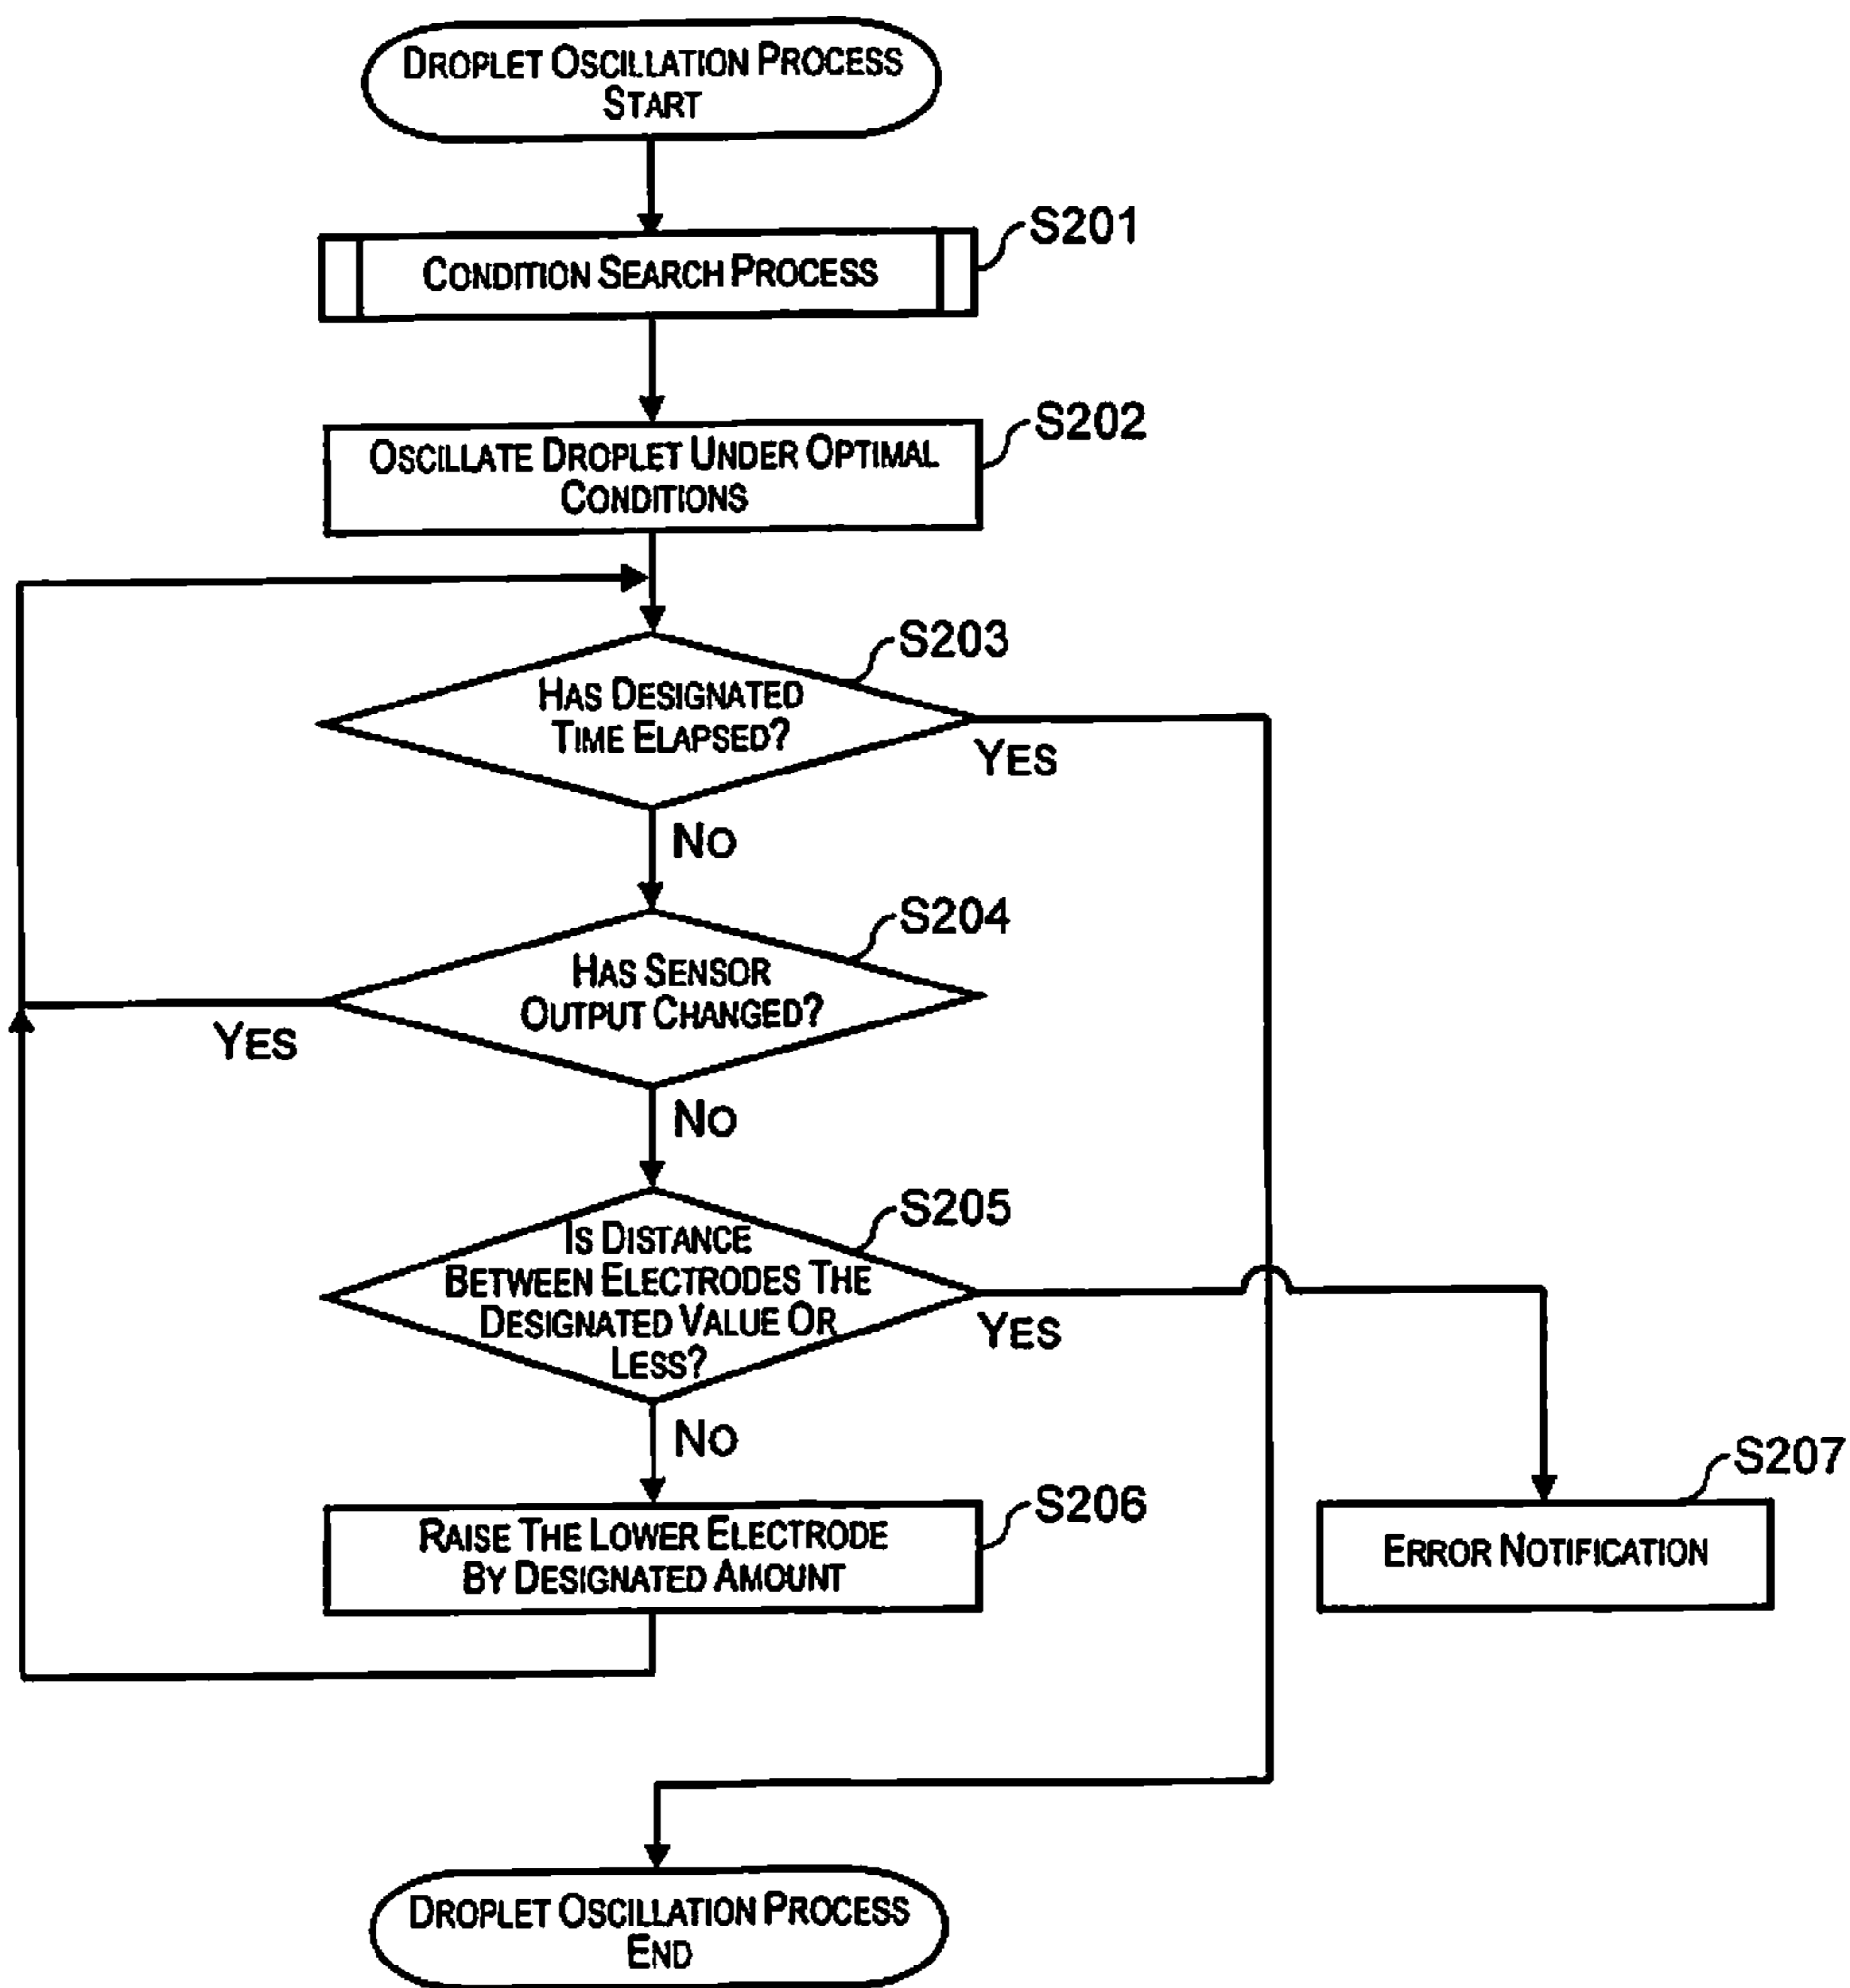 DROPLET OSCILLATION PROCESS
START
S201
CONDITION SEARCH PROCESS
S202
OSCILLATE DROPLET UNDER OPTIMAL
CONDITIONS
S203
HAS DESIGNATED
TIME ELAPSED?
YES
NO
S204
HAS SENSOR
OUTPUT CHANGED?
YES
NO
S205
IS DISTANCE
BETWEEN ELECTRODES THE
DESIGNATED VALUE OR
LESS?
YES
NO
S206
RAISE THE LOWER ELECTRODE
BY DESIGNATED AMOUNT
S207
ERROR NOTIFICATION
DROPLET OSCILLATION PROCESS
END